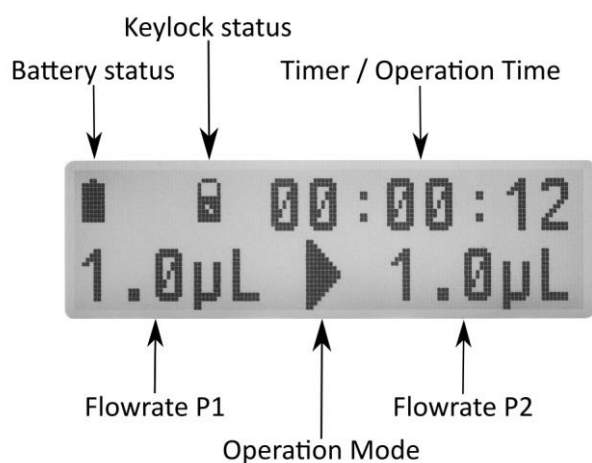 Keylock status
Battery status
Timer / Operation Time
00:00:12
1.0µL 1.0µL
Flowrate P1
Flowrate P2
Operation Mode